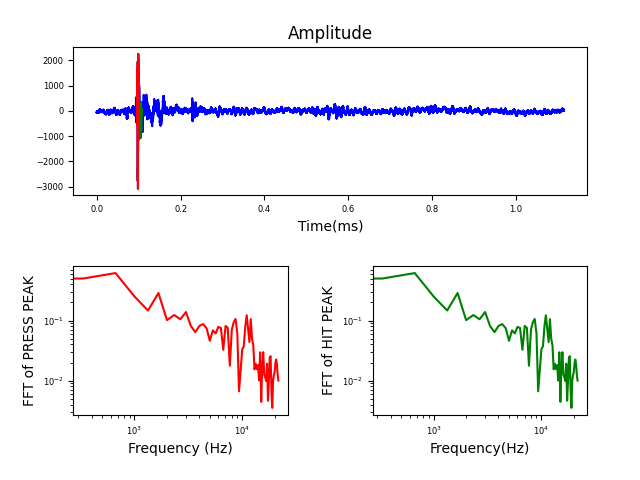 Amplitude
2000
1000
0
−1000
−2000
−3000
0.0 0.2 0.4 0.6 0.8 1.0
Time(ms)
FFT of PRESS PEAK
10⁻¹
10⁻²
10³ 10⁴
Frequency (Hz)
FFT of HIT PEAK
10⁻¹
10⁻²
10³ 10⁴
Frequency(Hz)